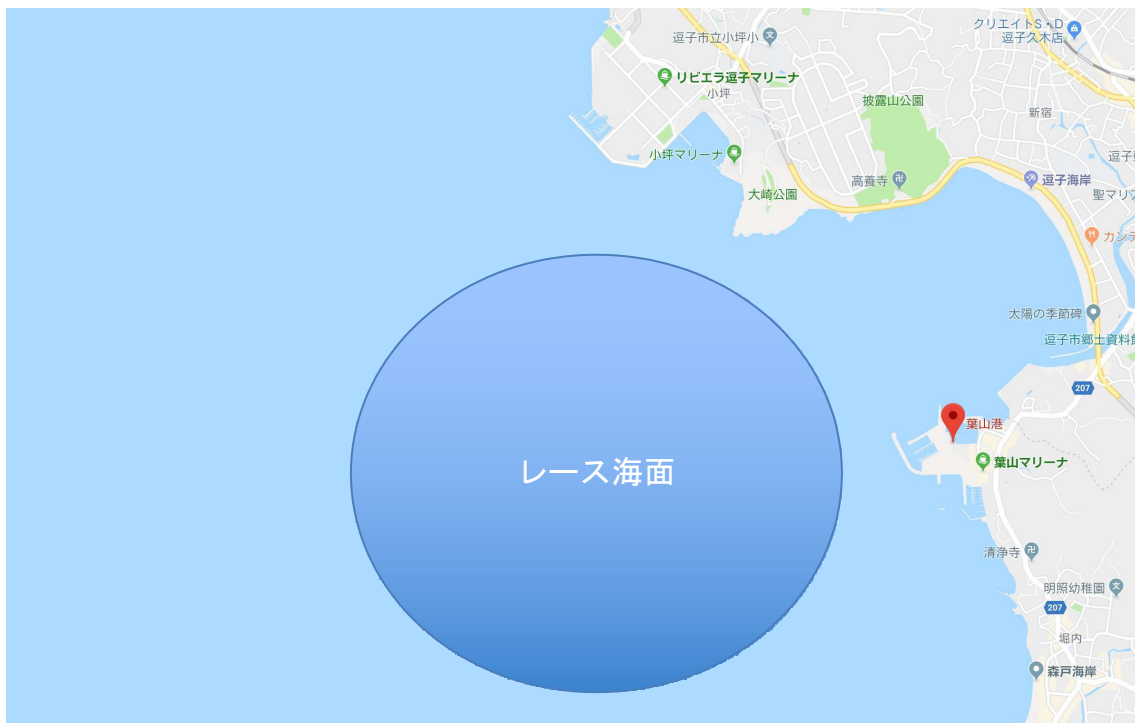 クリエイトS・D
逗子久木店
逗子市立小坪小
リビエラ逗子マリーナ
小坪
披露山公園
新宿
小坪マリーナ
逗子
高養寺
逗子海岸
大崎公園
聖マリア
カンテ
太陽の季節碑
逗子市郷土資料館
207
葉山港
レース海面
葉山マリーナ
清浄寺
明照幼稚園
207
堀内
森戸海岸